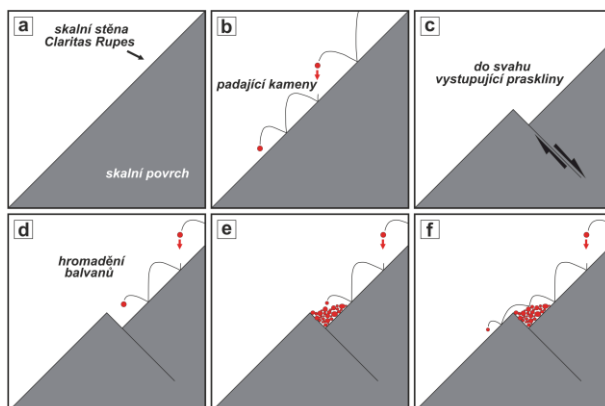 a
skalní stěna
Claritas Rupes
skalní povrch
b
padající kameny
c
do svahu
vystupující praskliny
d
hromadění
balvanů
e
f